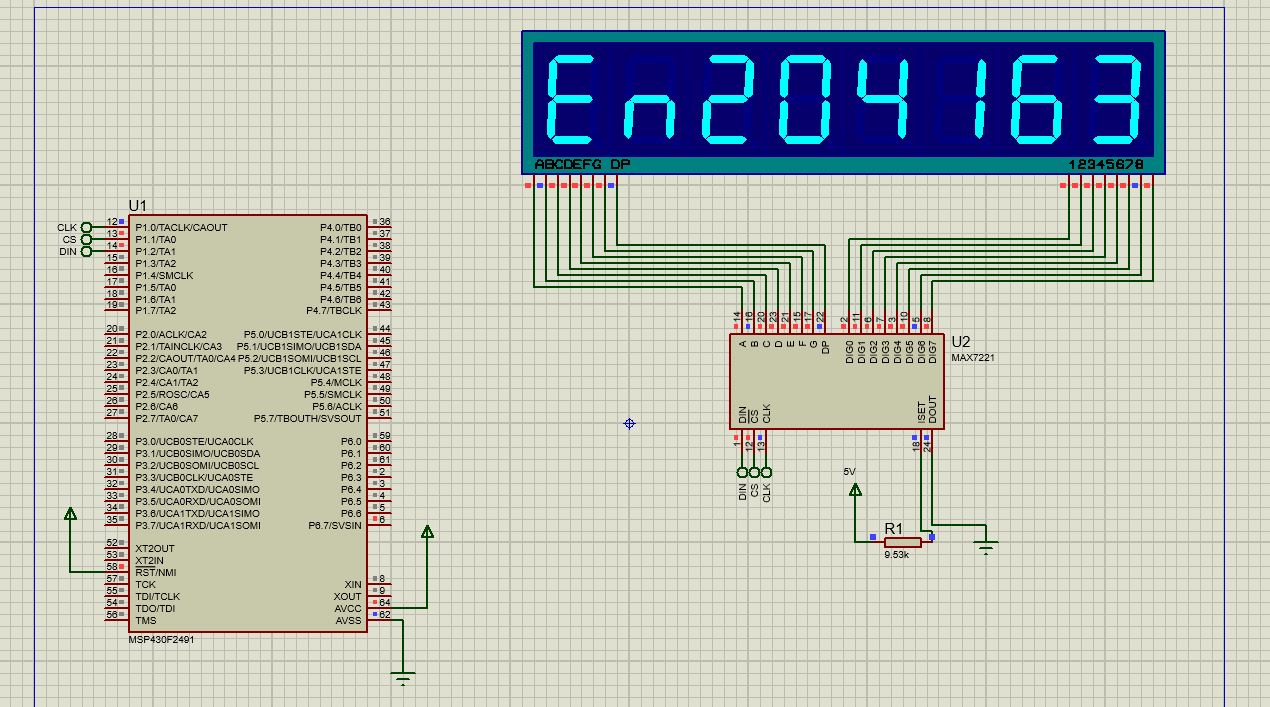 En204163
ABCDEFG DP
12345678
U1
CLK 12 P1.0/TACLK/CAOUT P4.0/TB0 36
CS 13 P1.1/TA0 P4.1/TB1 37
DIN 14 P1.2/TA1 P4.2/TB2 38
15 P1.3/TA2 P4.3/TB3 39
16 P1.4/SMCLK P4.4/TB4 40
17 P1.5/TA0 P4.5/TB5 41
18 P1.6/TA1 P4.6/TB6 42
19 P1.7/TA2 P4.7/TBCLK 43
20 P2.0/ACLK/CA2 P5.0/UCB1STE/UCA1CLK 44
21 P2.1/TAINCLK/CA3 P5.1/UCB1SIMO/UCB1SDA 45
22 P2.2/CAOUT/TA0/CA4 P5.2/UCB1SOMI/UCB1SCL 46
23 P2.3/CA0/TA1 P5.3/UCB1CLK/UCA1STE 47
24 P2.4/CA1/TA2 P5.4/MCLK 48
25 P2.5/ROSC/CA5 P5.5/SMCLK 49
26 P2.6/CA6 P5.6/ACLK 50
27 P2.7/TA0/CA7 P5.7/TBOUTH/SVSOUT 51
28 P3.0/UCB0STE/UCA0CLK P6.0 59
29 P3.1/UCB0SIMO/UCB0SDA P6.1 60
30 P3.2/UCB0SOMI/UCB0SCL P6.2 61
31 P3.3/UCB0CLK/UCA0STE P6.3 2
32 P3.4/UCA0TXD/UCA0SIMO P6.4 3
33 P3.5/UCA0RXD/UCA0SOMI P6.5 4
34 P3.6/UCA1TXD/UCA1SIMO P6.6 5
35 P3.7/UCA1RXD/UCA1SOMI P6.7/SVSIN 6
52 XT2OUT
53 XT2IN
58 RST/NMI
57 TCK XIN 8
55 TDI/TCLK XOUT 9
54 TDO/TDI AVCC 64
56 TMS AVSS 62
MSP430F2491
14 16 20 23 21 15 17 22 2 11 6 7 3 10 5 8
A B C D E F G DP DIG0 DIG1 DIG2 DIG3 DIG4 DIG5 DIG6 DIG7
U2
MAX7221
DIN CS CLK ISET DOUT
1 12 13 18 24
DIN CS CLK
5V
R1
9.53k